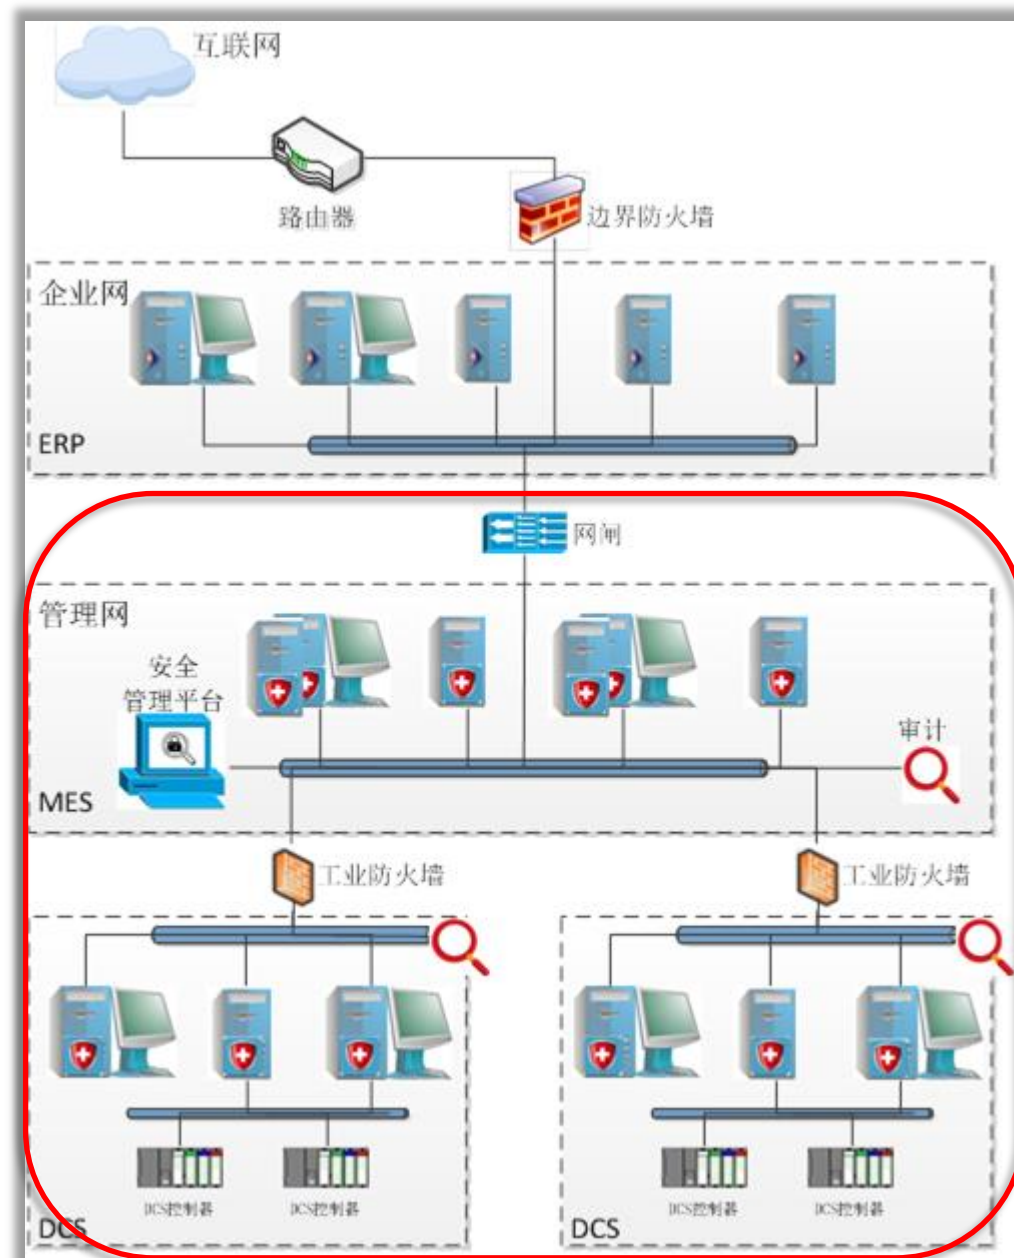 互联网
路由器
边界防火墙
企业网
ERP
网闸
管理网
安全
管理平台
审计
MES
工业防火墙
工业防火墙
DCS控制器
DCS控制器
DCS控制器
DCS控制器
DCS
DCS